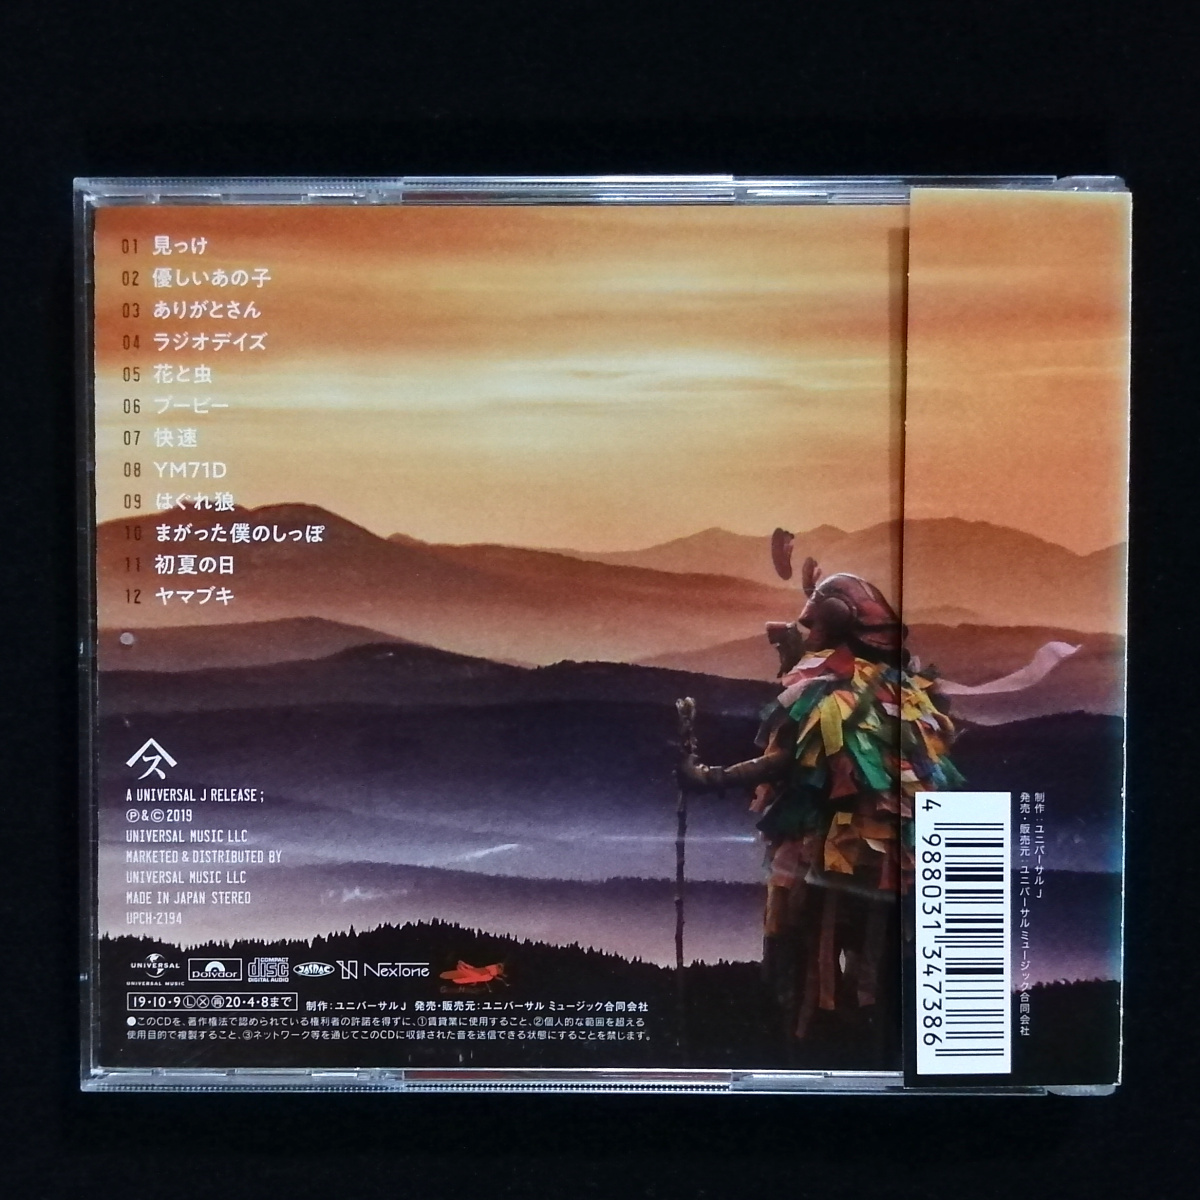 01 見っけ
02 優しいあの子
03 ありがとさん
04 ラジオデイズ
05 花と虫
06 ブービー
07 快速
08 YM71D
09 はぐれ狼
10 まがった僕のしっぽ
11 初夏の日
12 ヤマブキ
A UNIVERSAL J RELEASE ;
Ⓟ&Ⓒ 2019
UNIVERSAL MUSIC LLC
MARKETED & DISTRIBUTED BY
UNIVERSAL MUSIC LLC
MADE IN JAPAN STEREO
UPCH-2194
UNIVERSAL
UNIVERSAL MUSIC
Polydor
COMPACT
disc
DIGITAL AUDIO
JASRAC
NexTone
19・10・9 Ⓛ Ⓧ ㋰ 20・4・8まで
制作：ユニバーサル J 発売・販売元：ユニバーサル ミュージック合同会社
●このCDを、著作権法で認められている権利者の許諾を得ずに、①賃貸業に使用すること、②個人的な範囲を超える
使用目的で複製すること、③ネットワーク等を通じてこのCDに収録された音を送信できる状態にすることを禁じます。
制作：ユニバーサル J
発売・販売元：ユニバーサル ミュージック合同会社
4 988031 347386